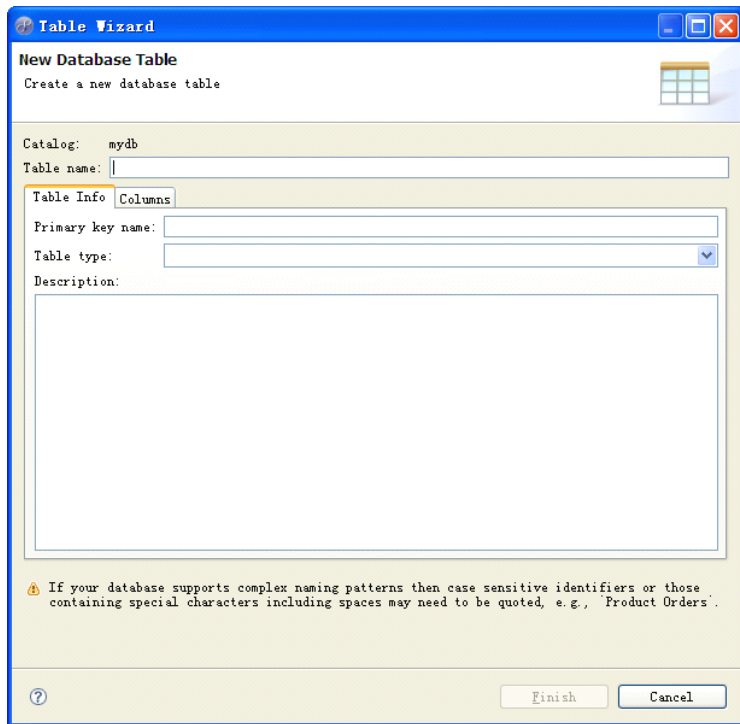 Table Wizard
New Database Table
Create a new database table
Catalog: mydb
Table name:
Table Info Columns
Primary key name:
Table type:
Description:
If your database supports complex naming patterns then case sensitive identifiers or those
containing special characters including spaces may need to be quoted, e.g., `Product Orders`.
Finish Cancel